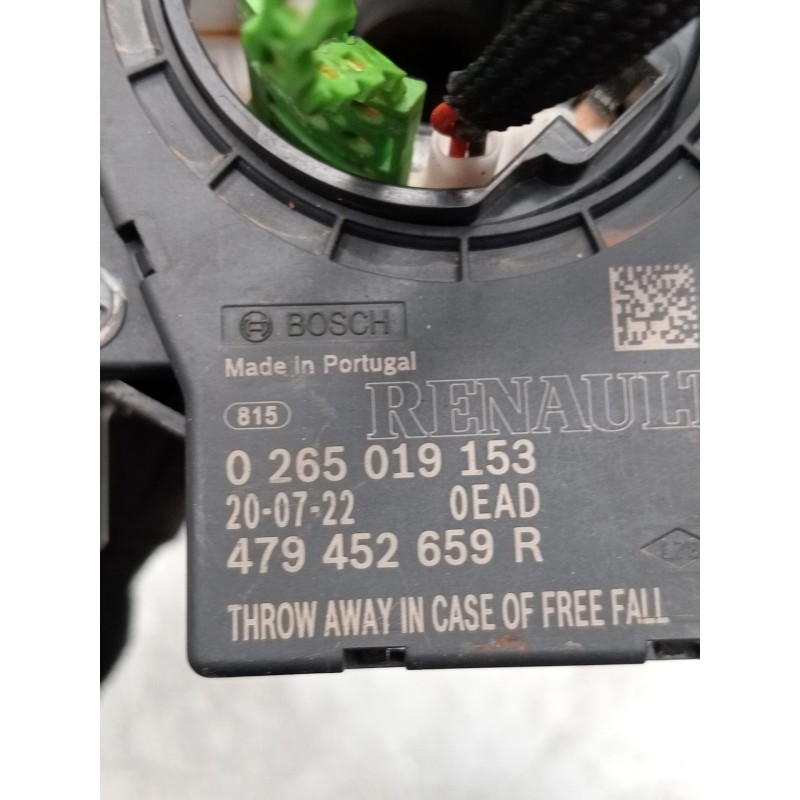 BOSCH
Made in Portugal
815 RENAULT
0 265 019 153
20-07-22 0EAD
479 452 659 R
THROW AWAY IN CASE OF FREE FALL